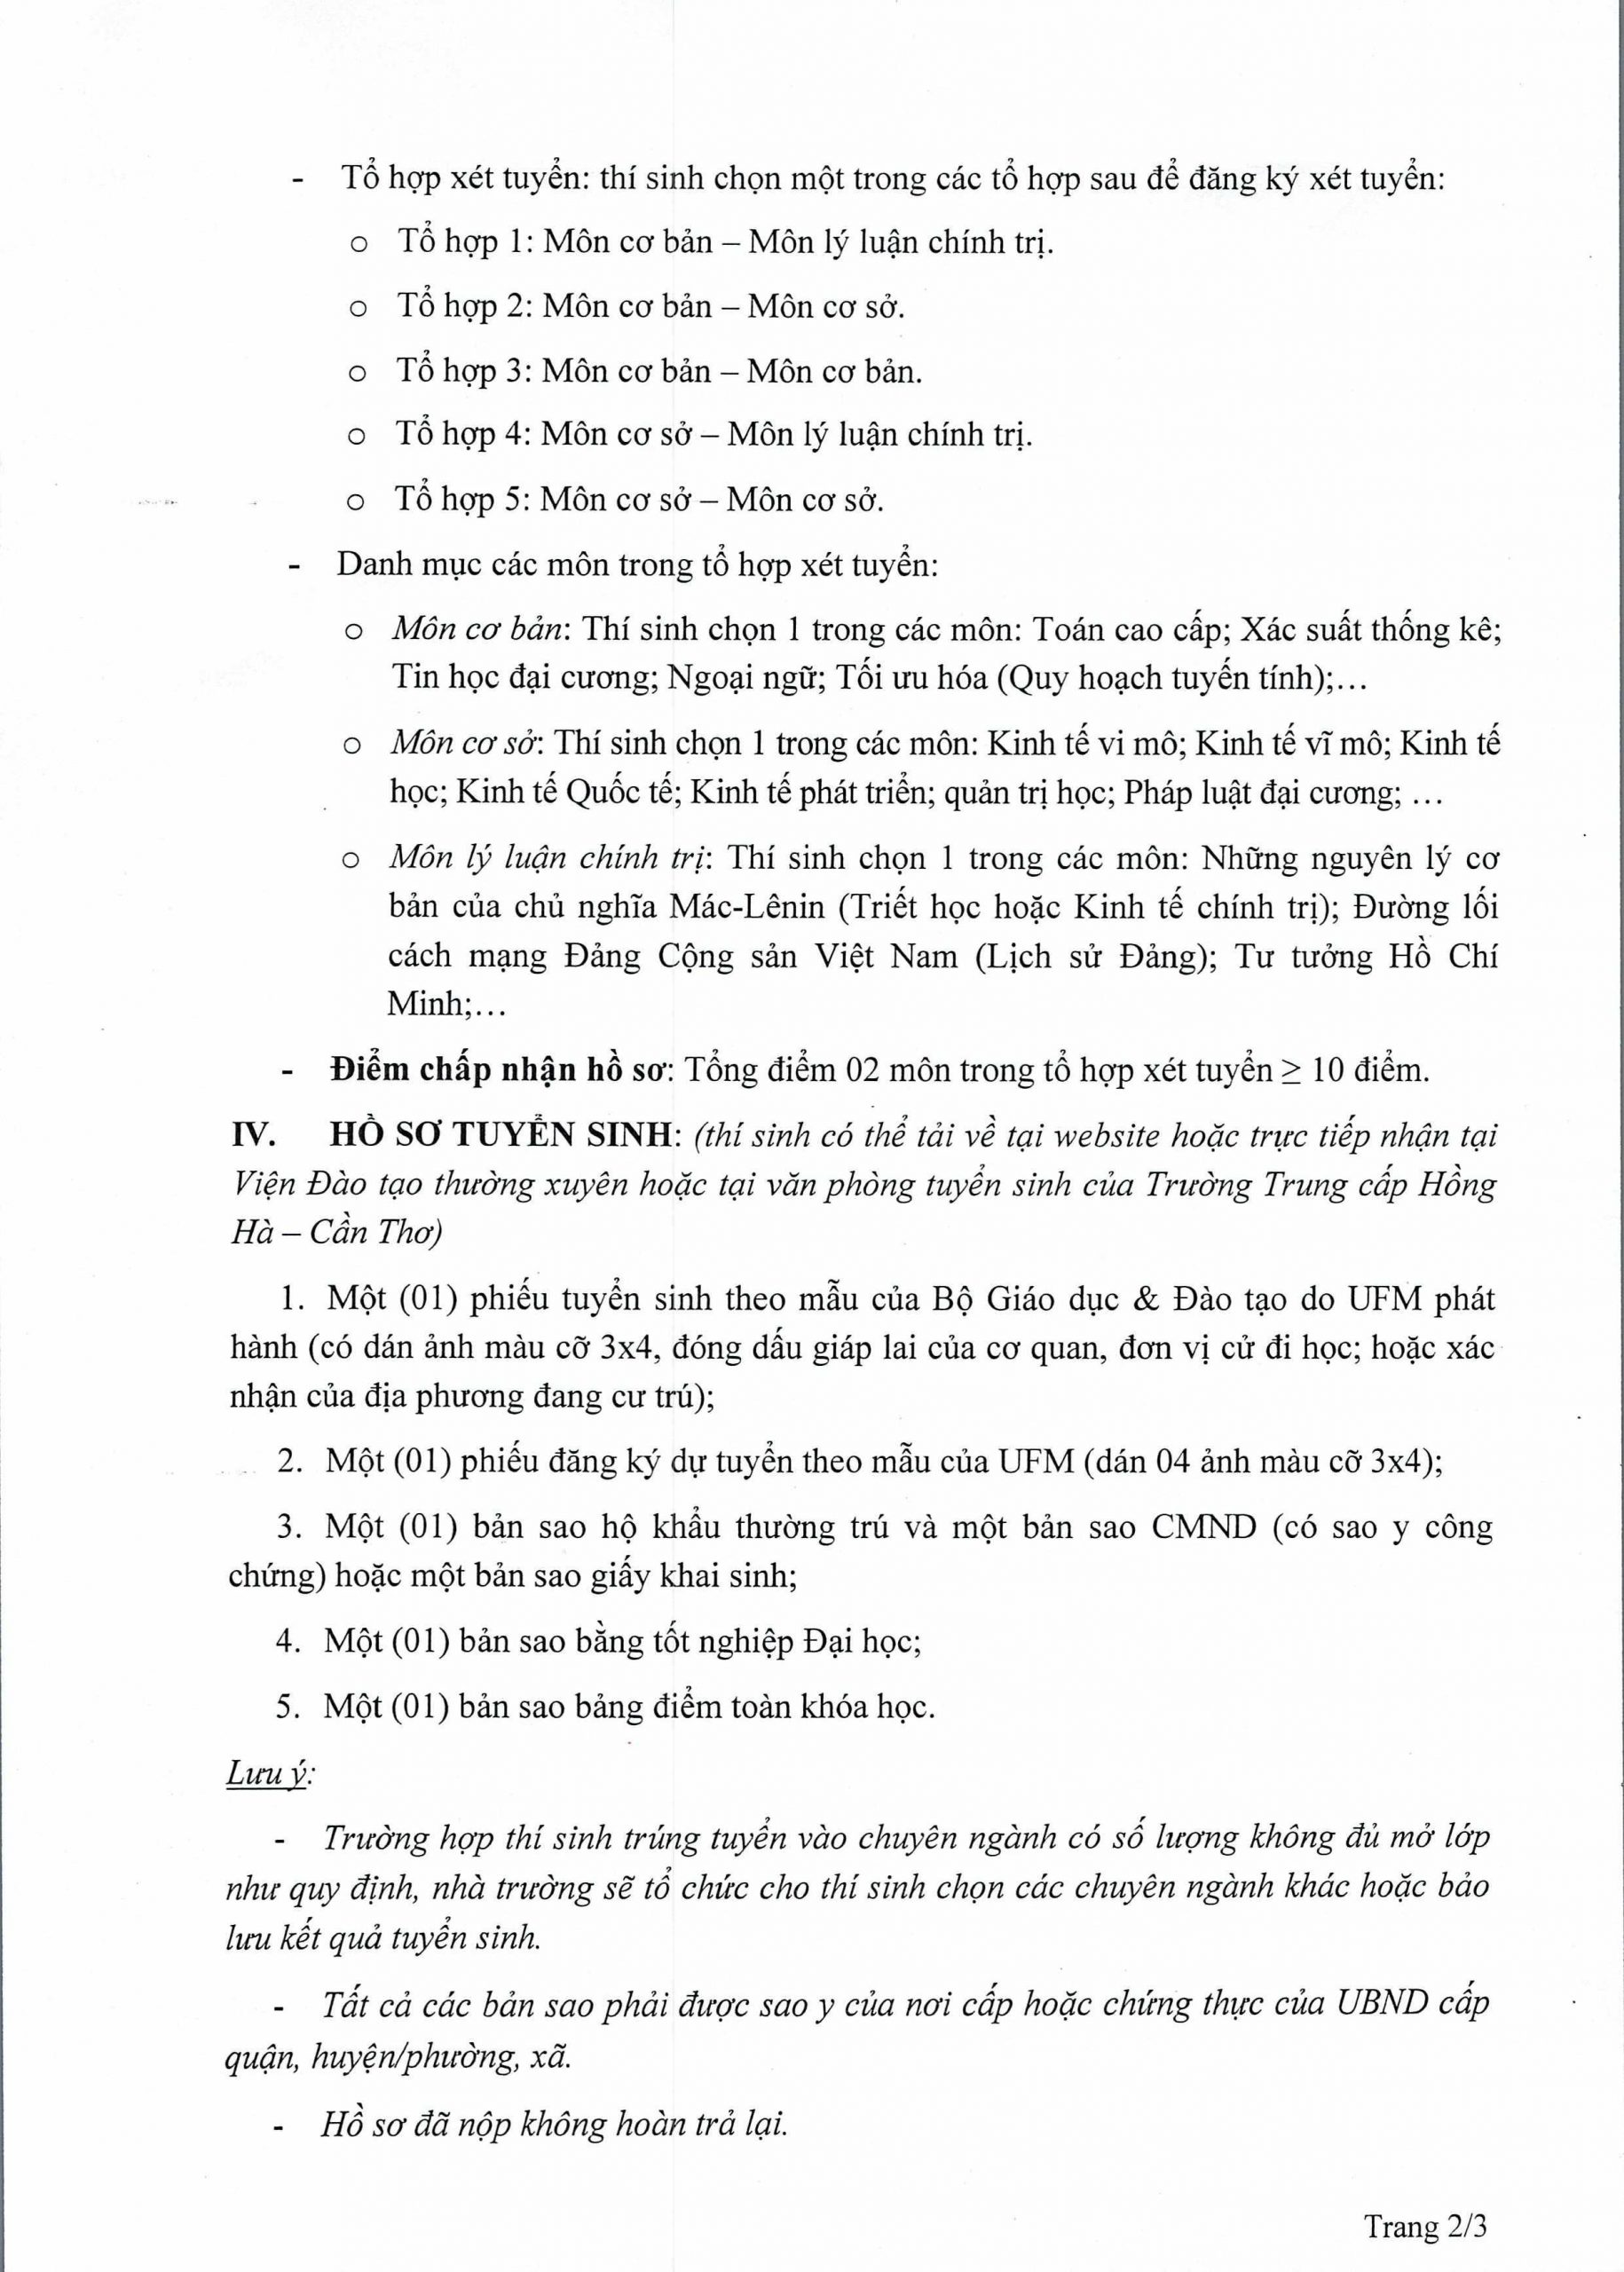 - Tổ hợp xét tuyển: thí sinh chọn một trong các tổ hợp sau để đăng ký xét tuyển:
o Tổ hợp 1: Môn cơ bản – Môn lý luận chính trị.
o Tổ hợp 2: Môn cơ bản – Môn cơ sở.
o Tổ hợp 3: Môn cơ bản – Môn cơ bản.
o Tổ hợp 4: Môn cơ sở – Môn lý luận chính trị.
o Tổ hợp 5: Môn cơ sở – Môn cơ sở.
- Danh mục các môn trong tổ hợp xét tuyển:
o Môn cơ bản: Thí sinh chọn 1 trong các môn: Toán cao cấp; Xác suất thống kê;
Tin học đại cương; Ngoại ngữ; Tối ưu hóa (Quy hoạch tuyến tính);...
o Môn cơ sở: Thí sinh chọn 1 trong các môn: Kinh tế vi mô; Kinh tế vĩ mô; Kinh tế
học; Kinh tế Quốc tế; Kinh tế phát triển; quản trị học; Pháp luật đại cương; ...
o Môn lý luận chính trị: Thí sinh chọn 1 trong các môn: Những nguyên lý cơ
bản của chủ nghĩa Mác-Lênin (Triết học hoặc Kinh tế chính trị); Đường lối
cách mạng Đảng Cộng sản Việt Nam (Lịch sử Đảng); Tư tưởng Hồ Chí
Minh;...
- Điểm chấp nhận hồ sơ: Tổng điểm 02 môn trong tổ hợp xét tuyển ≥ 10 điểm.
IV. HỒ SƠ TUYỂN SINH: (thí sinh có thể tải về tại website hoặc trực tiếp nhận tại
Viện Đào tạo thường xuyên hoặc tại văn phòng tuyển sinh của Trường Trung cấp Hồng
Hà – Cần Thơ)
1. Một (01) phiếu tuyển sinh theo mẫu của Bộ Giáo dục & Đào tạo do UFM phát
hành (có dán ảnh màu cỡ 3x4, đóng dấu giáp lai của cơ quan, đơn vị cử đi học; hoặc xác
nhận của địa phương đang cư trú);
2. Một (01) phiếu đăng ký dự tuyển theo mẫu của UFM (dán 04 ảnh màu cỡ 3x4);
3. Một (01) bản sao hộ khẩu thường trú và một bản sao CMND (có sao y công
chứng) hoặc một bản sao giấy khai sinh;
4. Một (01) bản sao bằng tốt nghiệp Đại học;
5. Một (01) bản sao bảng điểm toàn khóa học.
Lưu ý:
- Trường hợp thí sinh trúng tuyển vào chuyên ngành có số lượng không đủ mở lớp
như quy định, nhà trường sẽ tổ chức cho thí sinh chọn các chuyên ngành khác hoặc bảo
lưu kết quả tuyển sinh.
- Tất cả các bản sao phải được sao y của nơi cấp hoặc chứng thực của UBND cấp
quận, huyện/phường, xã.
- Hồ sơ đã nộp không hoàn trả lại.
Trang 2/3